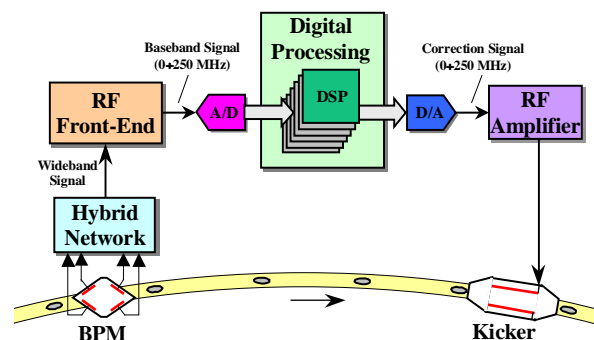 Digital
Processing
Baseband Signal
(0÷250 MHz)
Correction Signal
(0÷250 MHz)
RF
Front-End
A/D
DSP
D/A
RF
Amplifier
Wideband
Signal
Hybrid
Network
BPM
Kicker